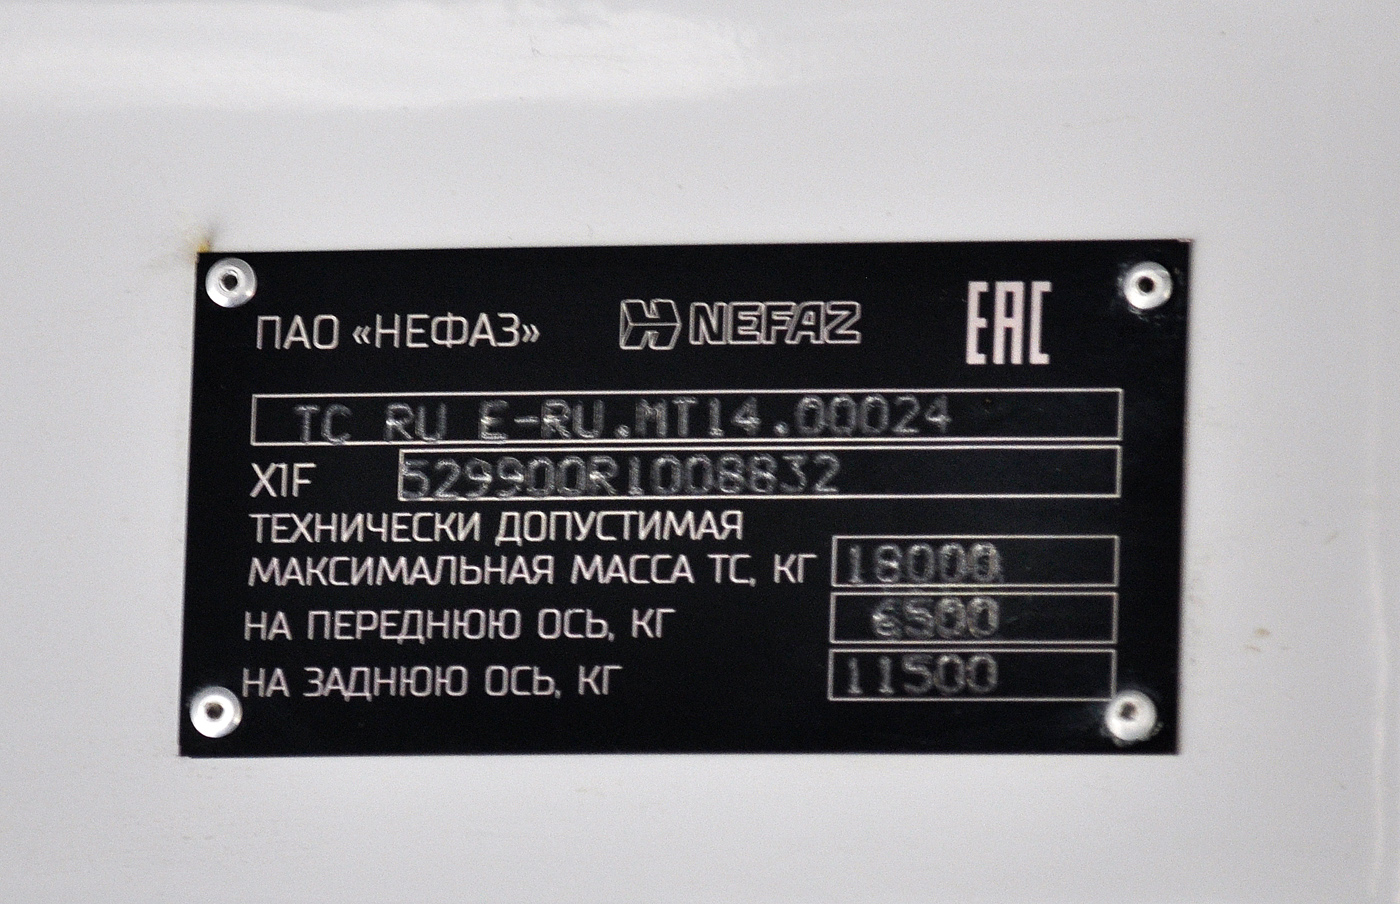 ПАО «НЕФАЗ» NEFAZ EAC
TC RU E-RU.MT14.00024
X1F 529900R1008832
ТЕХНИЧЕСКИ ДОПУСТИМАЯ
МАКСИМАЛЬНАЯ МАССА ТС, КГ 18000
НА ПЕРЕДНЮЮ ОСЬ, КГ 6500
НА ЗАДНЮЮ ОСЬ, КГ 11500